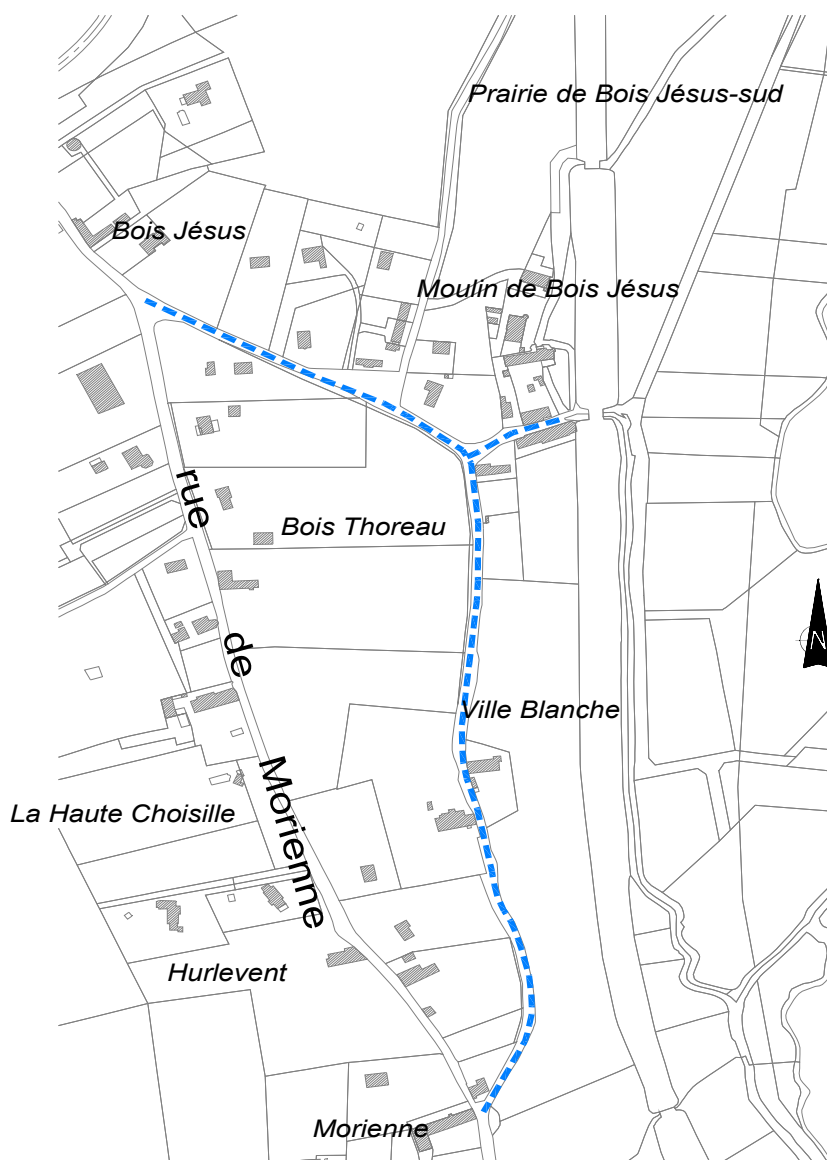 Prairie de Bois Jésus-sud
Bois Jésus
Moulin de Bois Jésus
rue de Morienne
Bois Thoreau
N
Ville Blanche
La Haute Choisille
Hurlevent
Morienne